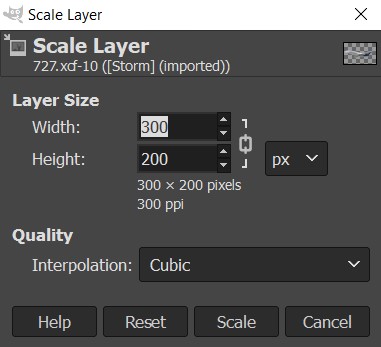 Scale Layer
Scale Layer
727.xcf-10 ([Storm] (imported))
Layer Size
Width: 300
Height: 200 px
300 × 200 pixels
300 ppi
Quality
Interpolation: Cubic
Help Reset Scale Cancel